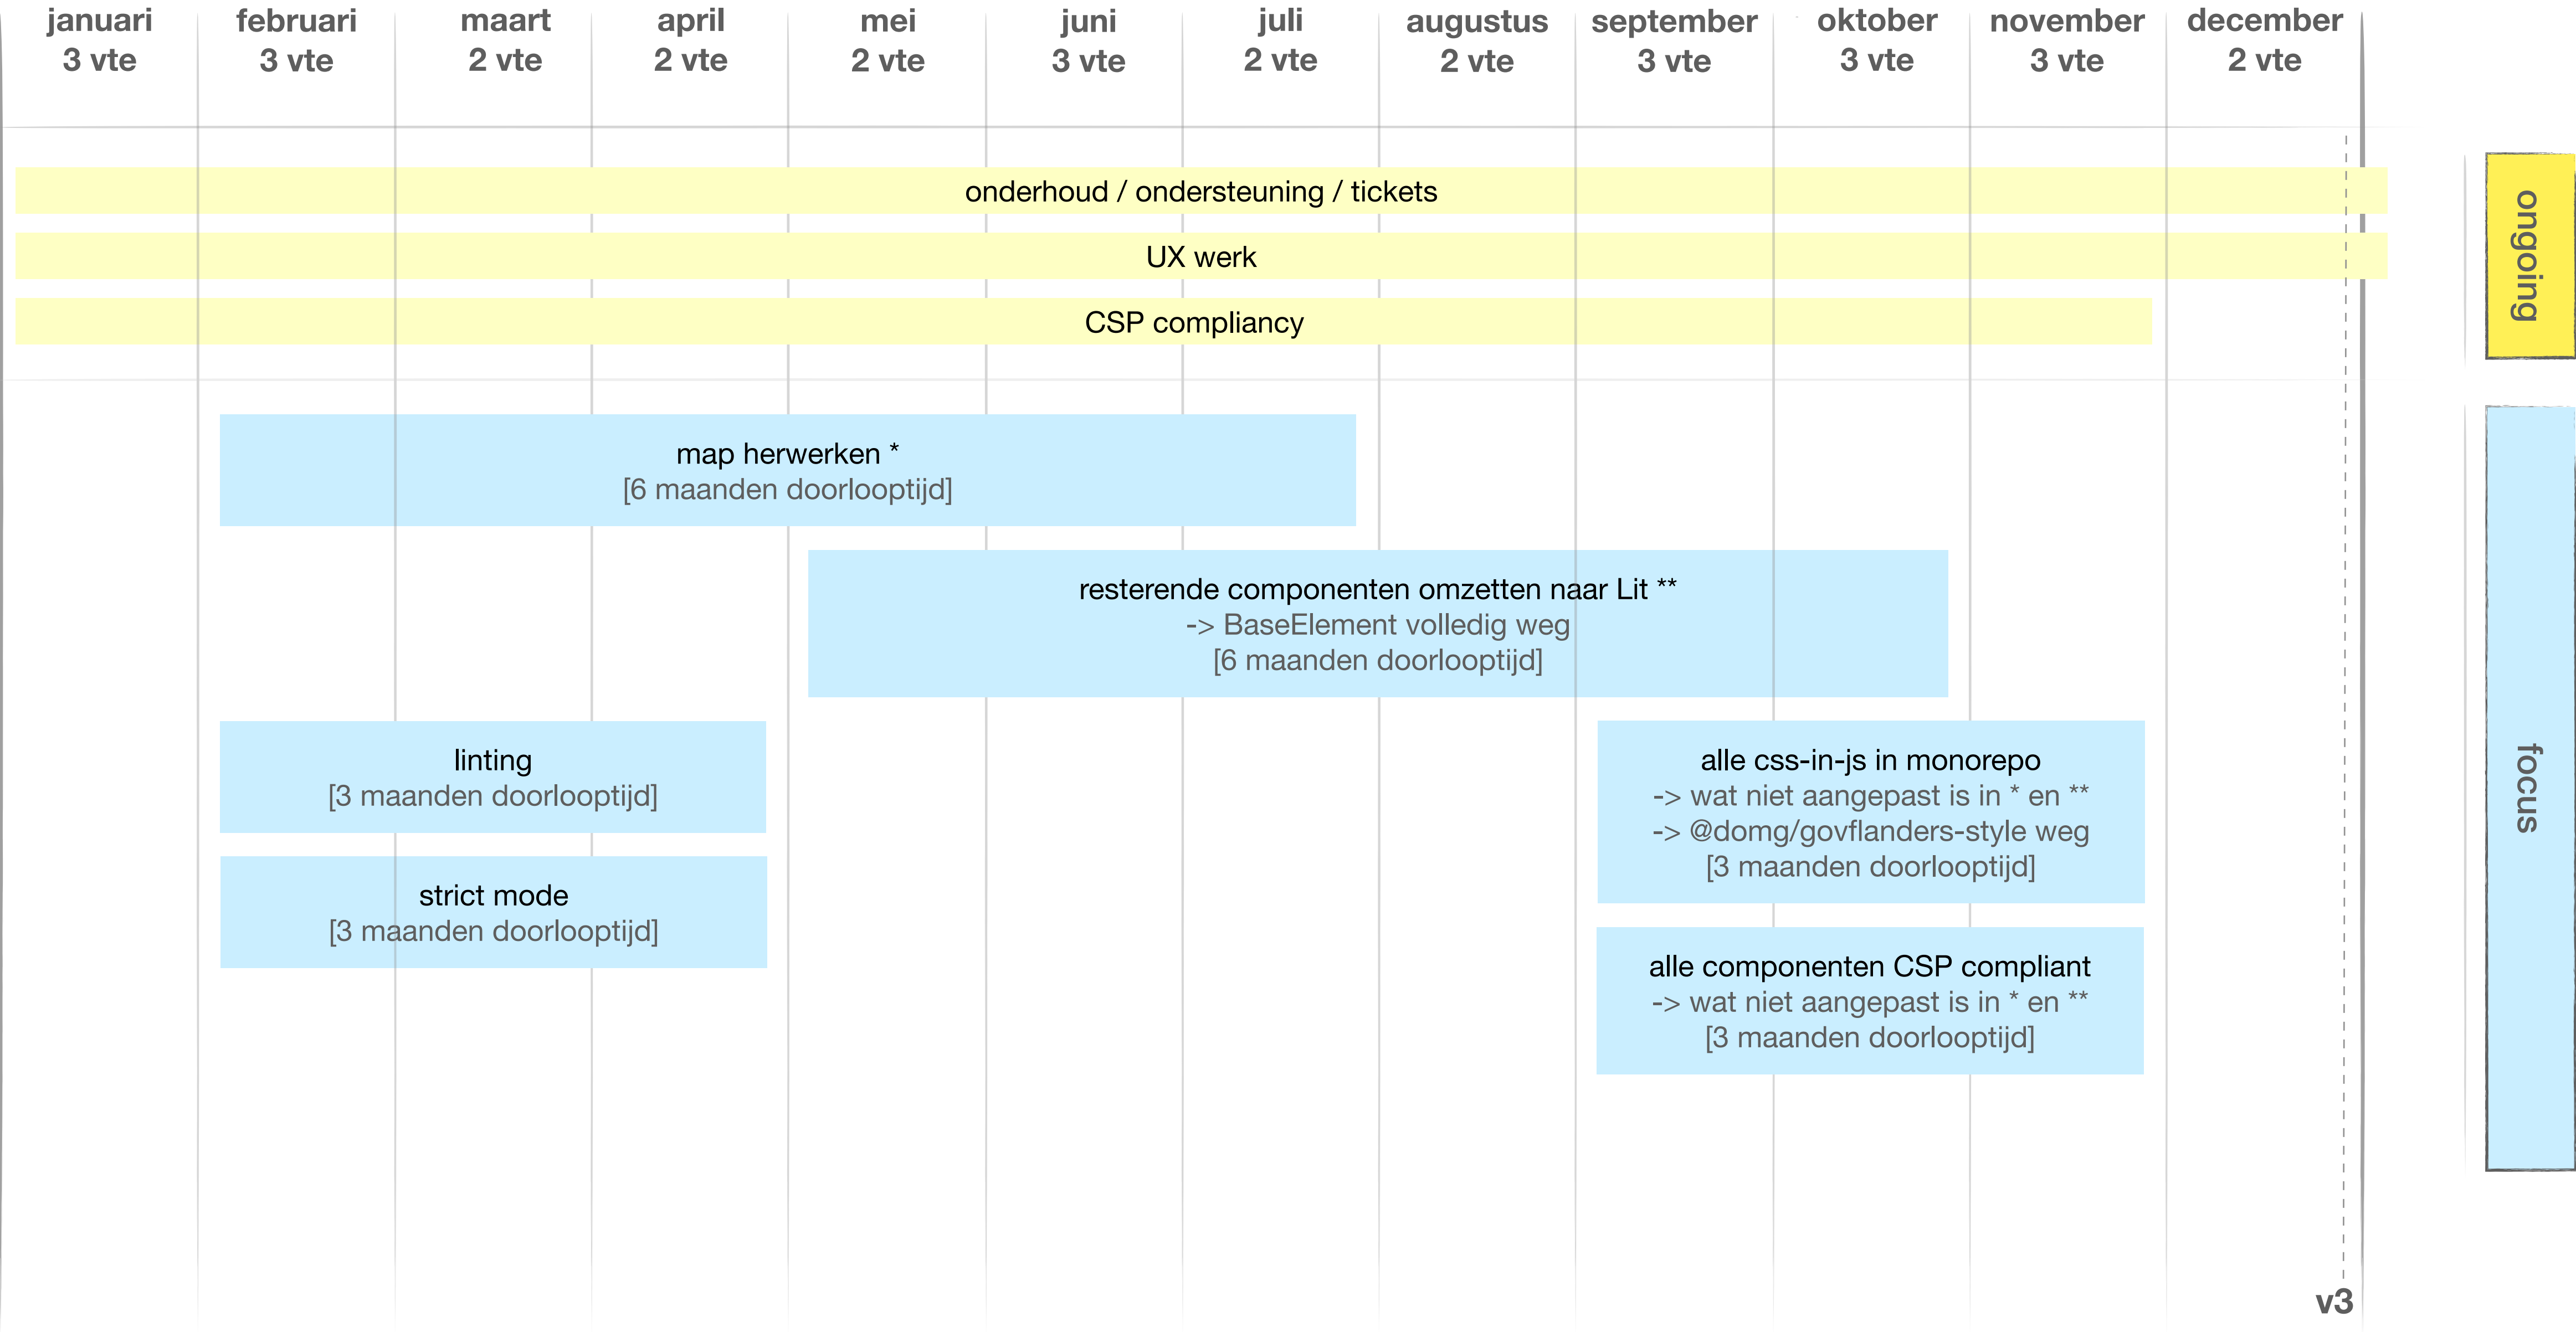 januari februari maart april mei juni juli augustus september oktober november december
3 vte 3 vte 2 vte 2 vte 2 vte 3 vte 2 vte 2 vte 3 vte 3 vte 3 vte 2 vte
onderhoud / ondersteuning / tickets
UX werk
CSP compliancy
ongoing
map herwerken *
[6 maanden doorlooptijd]
resterende componenten omzetten naar Lit **
-> BaseElement volledig weg
[6 maanden doorlooptijd]
linting
[3 maanden doorlooptijd]
strict mode
[3 maanden doorlooptijd]
alle css-in-js in monorepo
-> wat niet aangepast is in * en **
-> @domg/govflanders-style weg
[3 maanden doorlooptijd]
alle componenten CSP compliant
-> wat niet aangepast is in * en **
[3 maanden doorlooptijd]
focus
v3